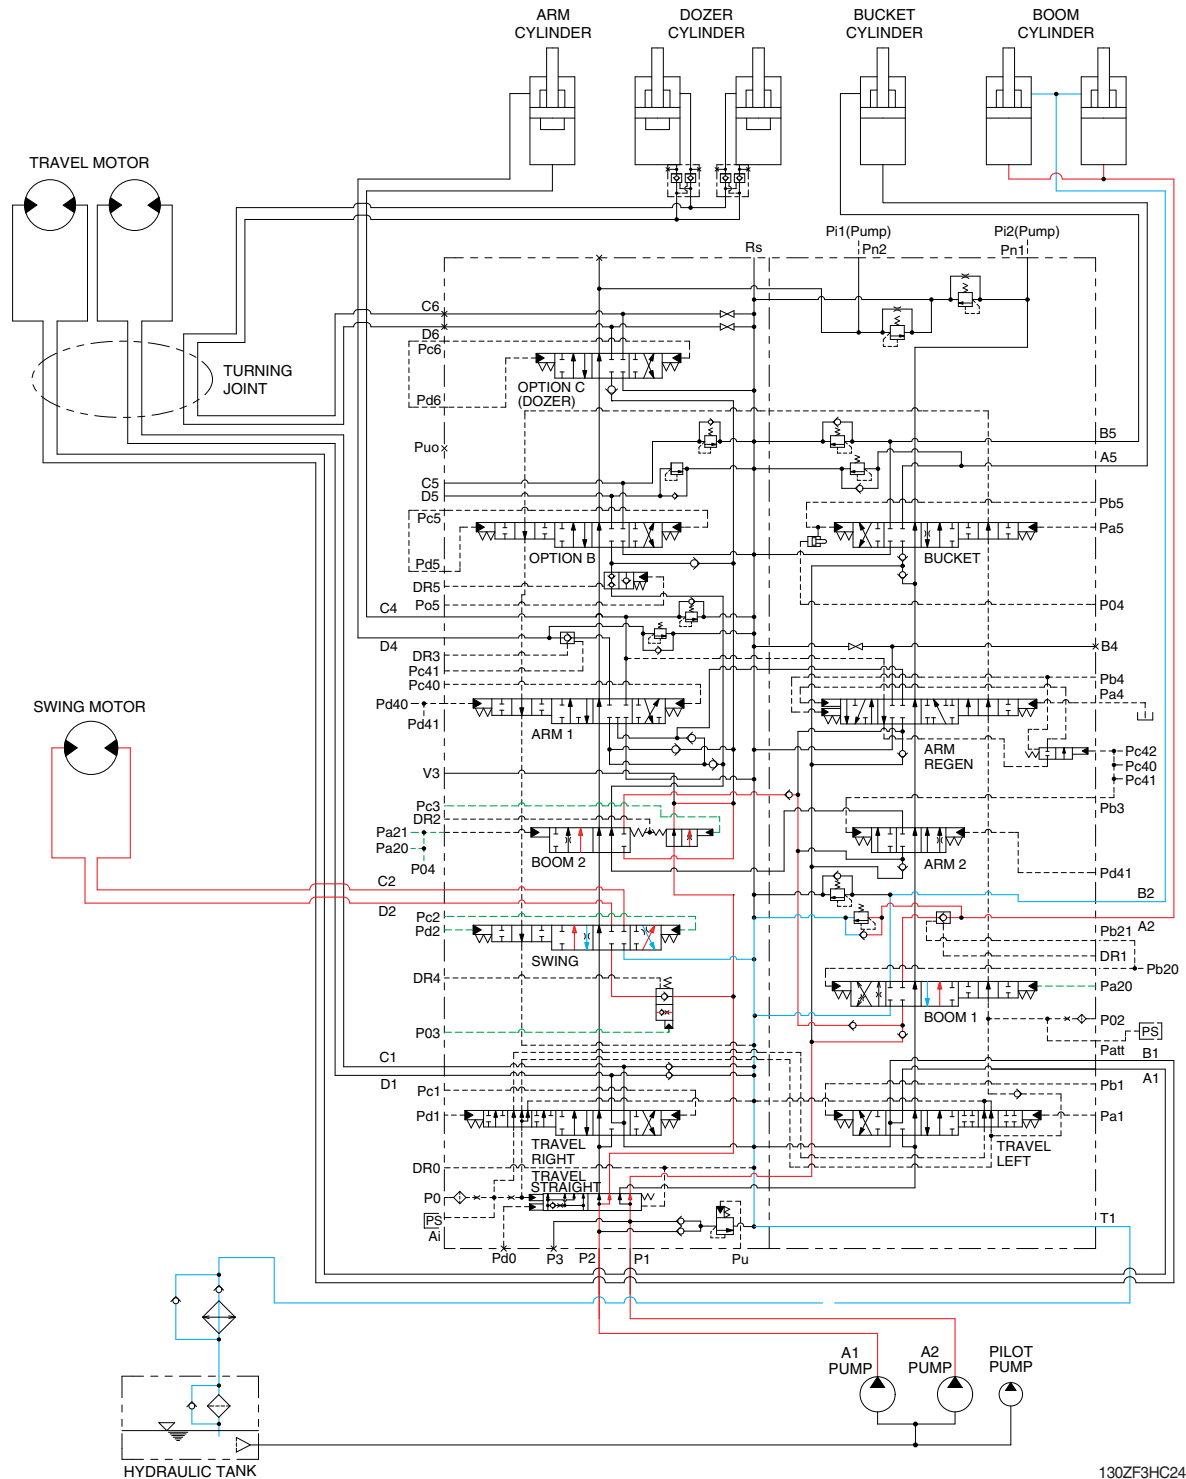 ARM
CYLINDER
DOZER
CYLINDER
BUCKET
CYLINDER
BOOM
CYLINDER
TRAVEL MOTOR
TURNING
JOINT
SWING MOTOR
Rs
Pi1(Pump)
Pn2
Pi2(Pump)
Pn1
C6
D6
Pc6
Pd6
OPTION C
(DOZER)
Puo
C5
D5
Pc5
Pd5
OPTION B
DR5
Po5
C4
D4
DR3
Pc41
Pc40
Pd40
Pd41
ARM 1
V3
Pc3
DR2
Pa21
Pa20
P04
BOOM 2
C2
D2
Pc2
Pd2
SWING
DR4
P03
C1
D1
Pc1
Pd1
TRAVEL
RIGHT
DR0
TRAVEL
STRAIGHT
P0
PS
Ai
Pd0
P3
P2
P1
Pu
B5
A5
Pb5
Pa5
BUCKET
P04
B4
Pb4
Pa4
ARM
REGEN
Pc42
Pc40
Pc41
Pb3
ARM 2
Pd41
B2
A2
Pb21
DR1
Pb20
Pa20
BOOM 1
P02
PS
Patt
B1
A1
Pb1
Pa1
TRAVEL
LEFT
T1
A1
PUMP
A2
PUMP
PILOT
PUMP
HYDRAULIC TANK
130ZF3HC24